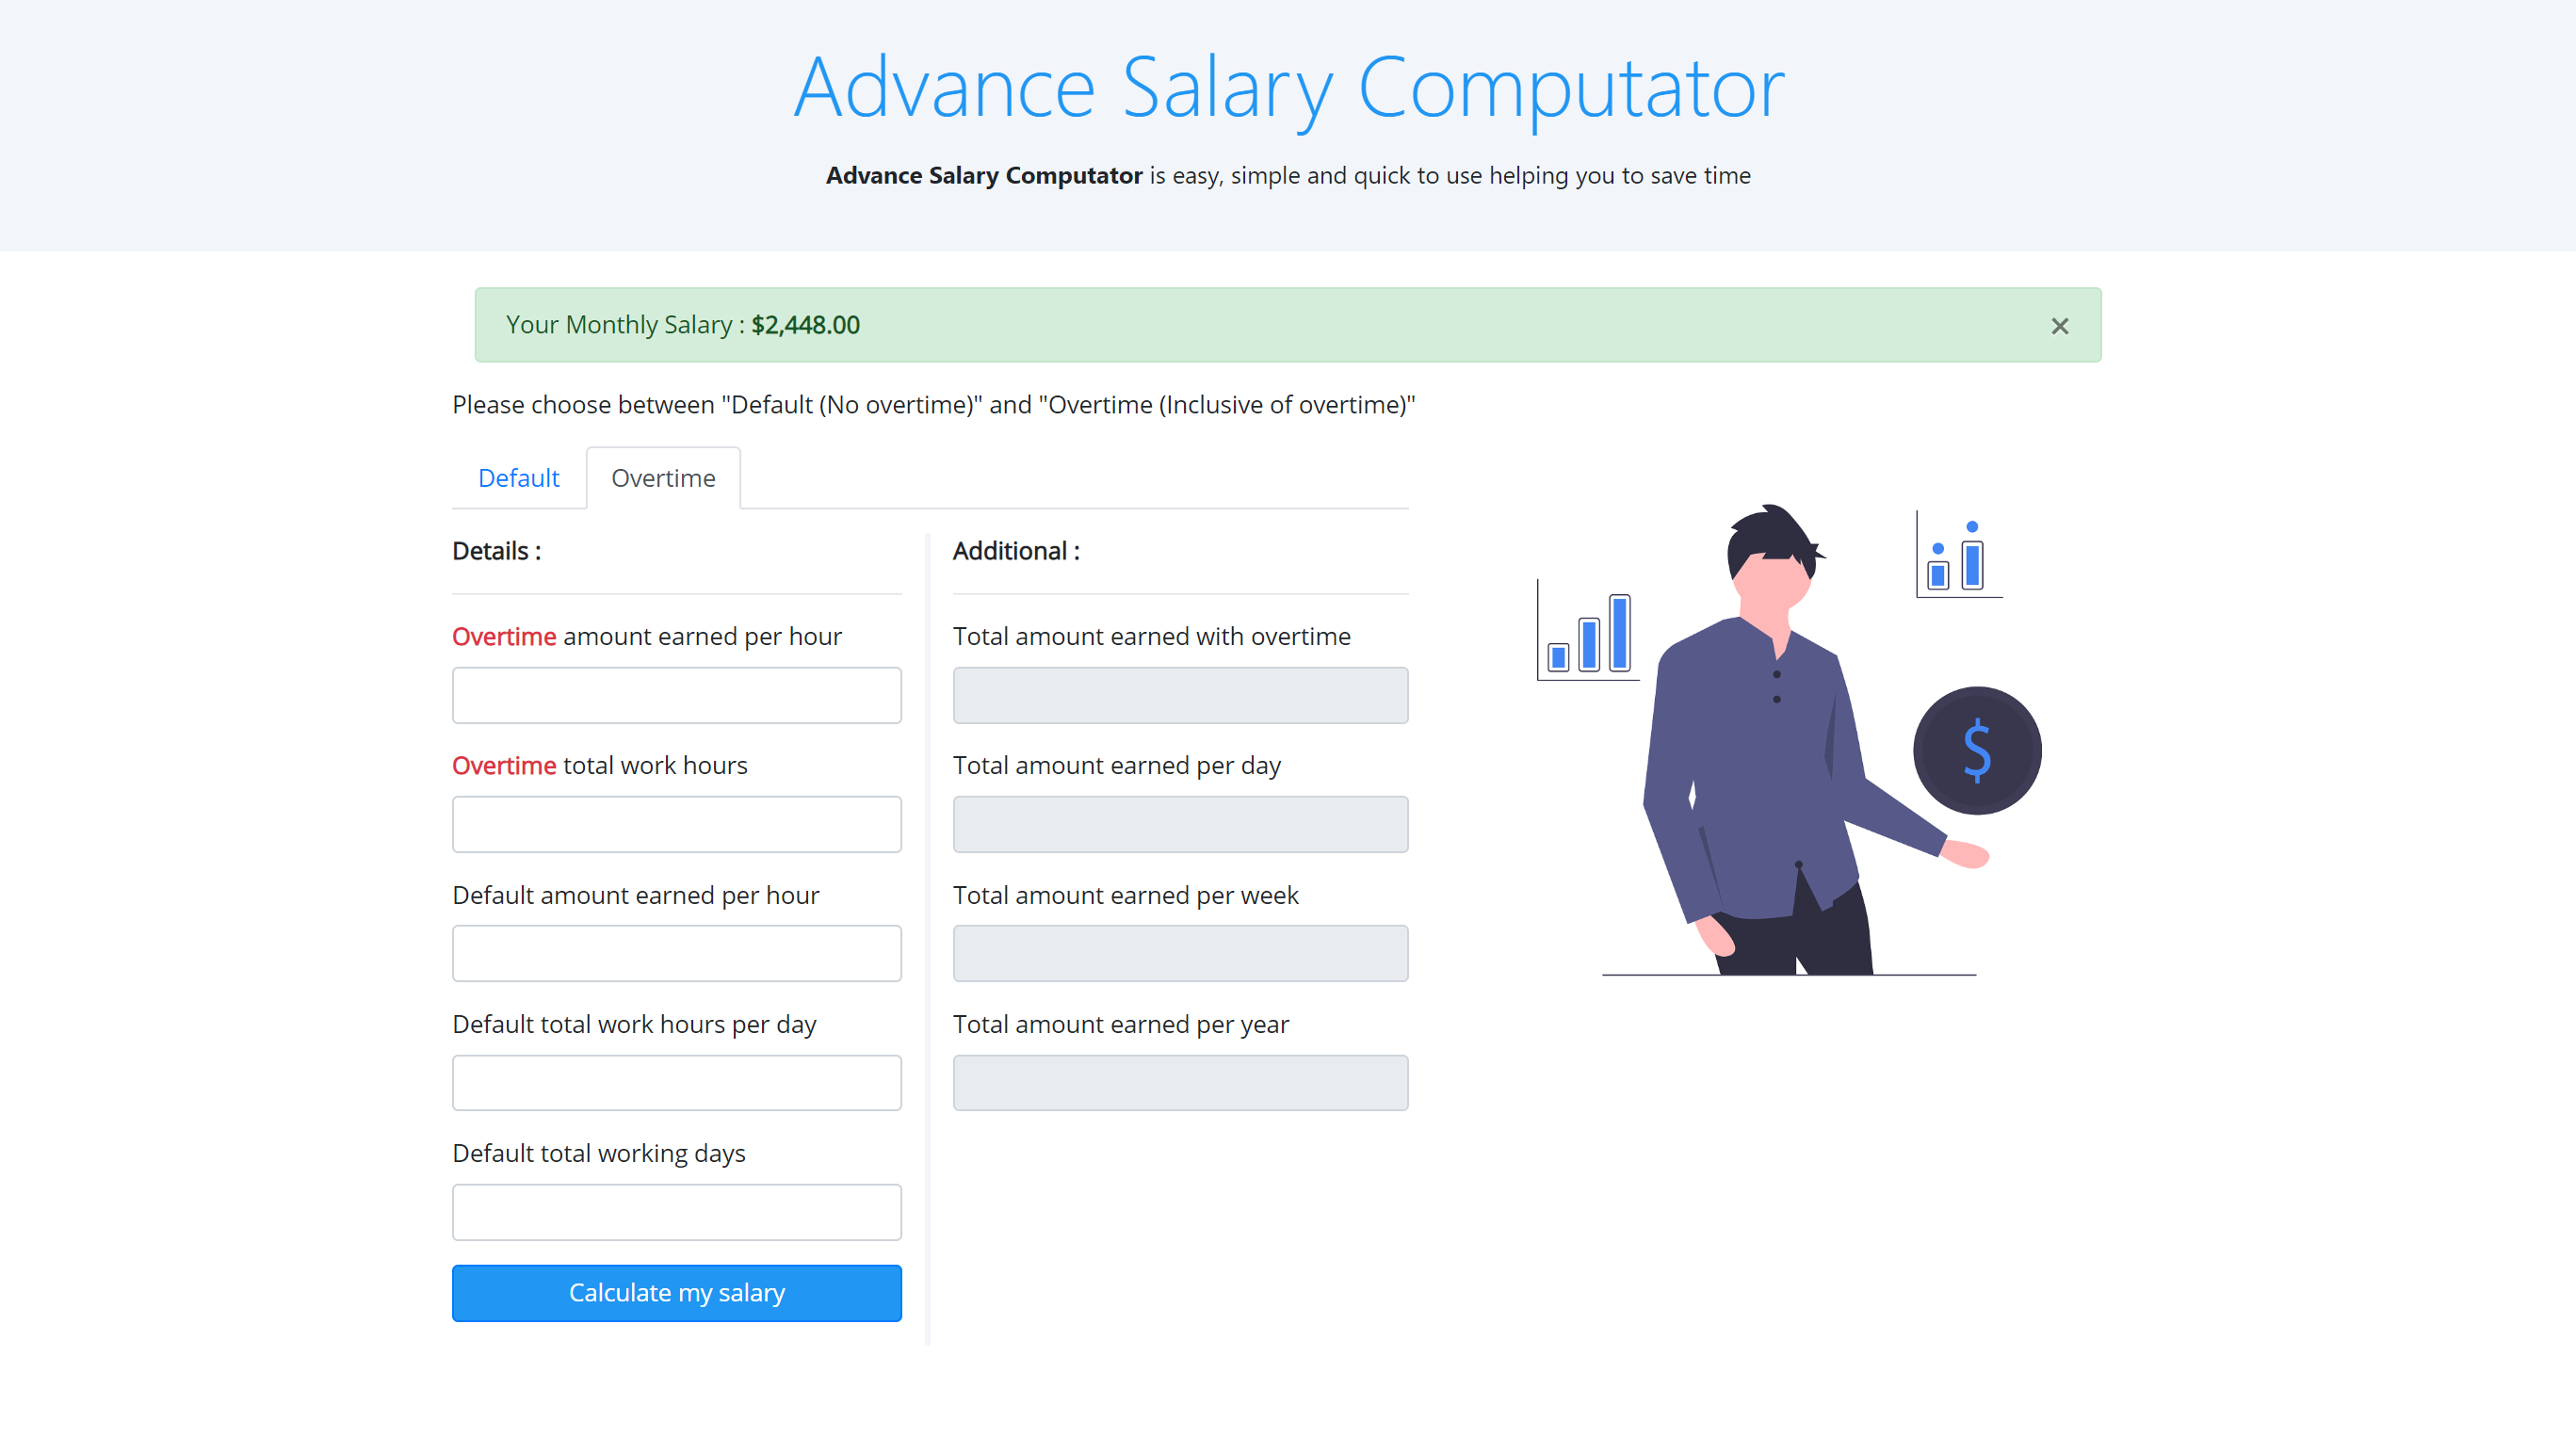 Advance Salary Computator
Advance Salary Computator is easy, simple and quick to use helping you to save time
Your Monthly Salary : $2,448.00
×
Please choose between "Default (No overtime)" and "Overtime (Inclusive of overtime)"
Default
Overtime
Details :
Overtime amount earned per hour
Overtime total work hours
Default amount earned per hour
Default total work hours per day
Default total working days
Calculate my salary
Additional :
Total amount earned with overtime
Total amount earned per day
Total amount earned per week
Total amount earned per year
$